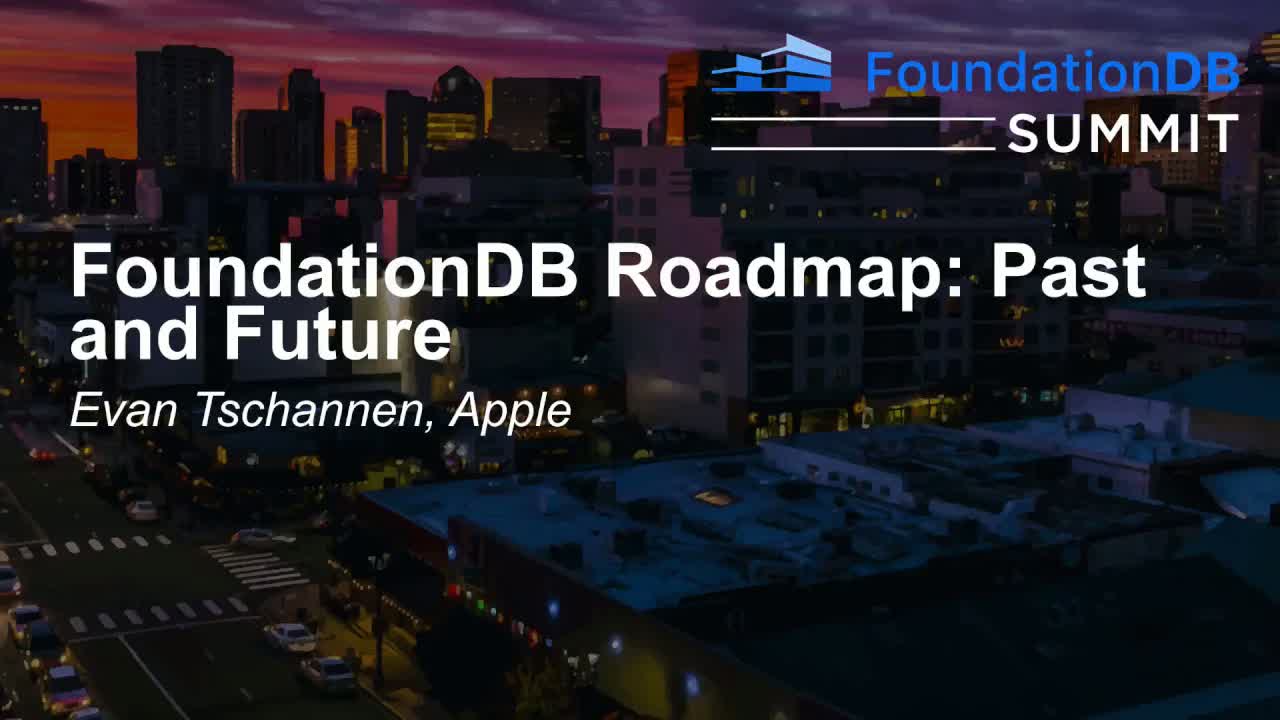 FoundationDB
SUMMIT
FoundationDB Roadmap: Past
and Future
Evan Tschannen, Apple